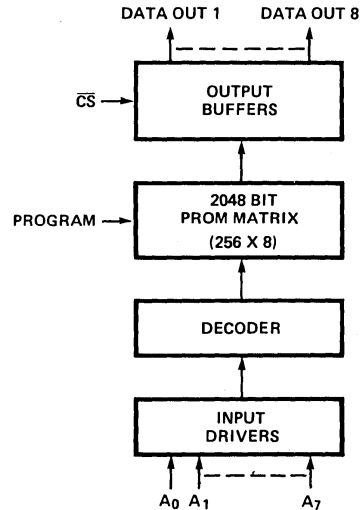 DATA OUT 1 DATA OUT 8
OUTPUT
BUFFERS
C̅S̅
2048 BIT
PROM MATRIX
(256 X 8)
PROGRAM
DECODER
INPUT
DRIVERS
A₀ A₁ A₇